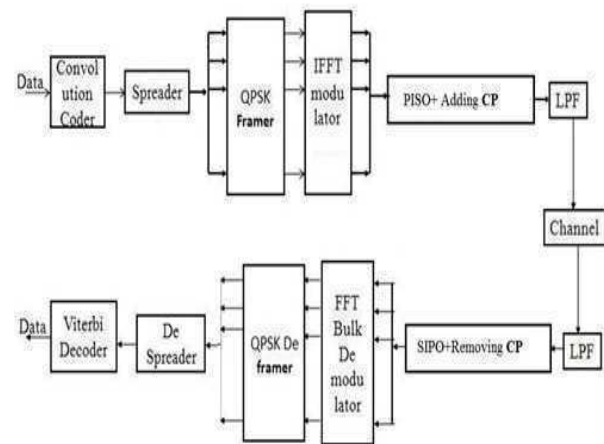 Data
Convol
ution
Coder
Spreader
QPSK
Framer
IFFT
modu
lator
PISO+ Adding CP
LPF
Channel
LPF
SIPO+Removing CP
FFT
Bulk
De
modu
lator
QPSK De
framer
De
Spreader
Viterbi
Decoder
Data